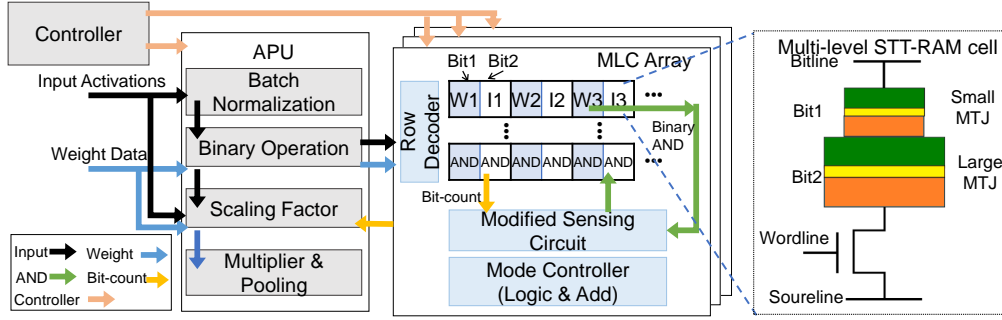 Controller
APU
Input Activations
Batch
Normalization
Binary Operation
Weight Data
Scaling Factor
Multiplier &
Pooling
Input
Weight
AND
Bit-count
Controller
MLC Array
Bit1
Bit2
Row
Decoder
W1 I1 W2 I2 W3 I3 •••
•••
•••
Binary
AND
AND AND AND AND AND AND •••
Bit-count
Modified Sensing
Circuit
Mode Controller
(Logic & Add)
Multi-level STT-RAM cell
Bitline
Bit1
Small
MTJ
Bit2
Large
MTJ
Wordline
Soureline